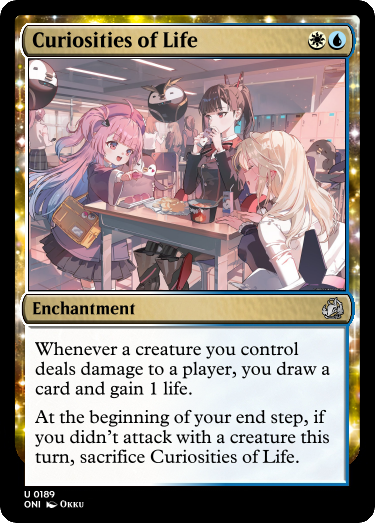 Curiosities of Life
Enchantment
Whenever a creature you control
deals damage to a player, you draw a
card and gain 1 life.
At the beginning of your end step, if
you didn't attack with a creature this
turn, sacrifice Curiosities of Life.
U 0189
ONI Okku